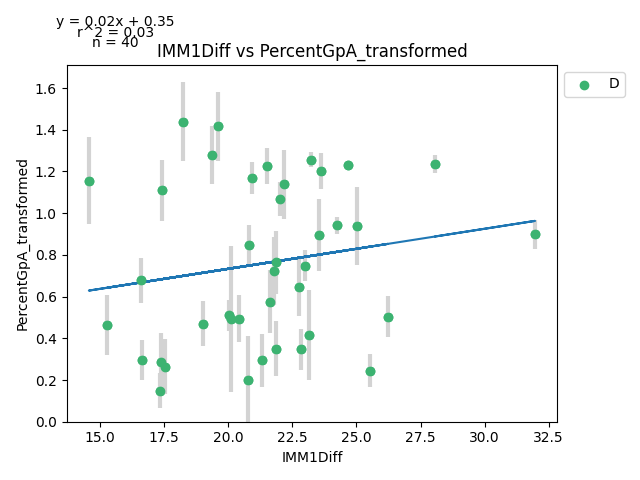 y = 0.02x + 0.35
r^2 = 0.03
n = 40
IMM1Diff vs PercentGpA_transformed
D
PercentGpA_transformed
1.6
1.4
1.2
1.0
0.8
0.6
0.4
0.2
0.0
15.0 17.5 20.0 22.5 25.0 27.5 30.0 32.5
IMM1Diff